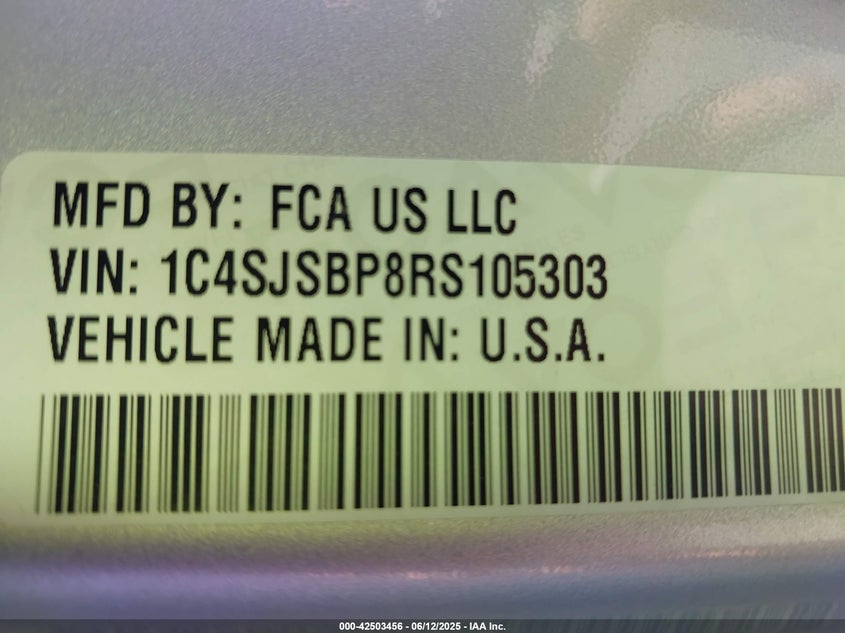 MFD BY: FCA US LLC
VIN: 1C4SJSBP8RS105303
VEHICLE MADE IN: U.S.A.
000-42503456 - 06/12/2025 - IAA Inc.